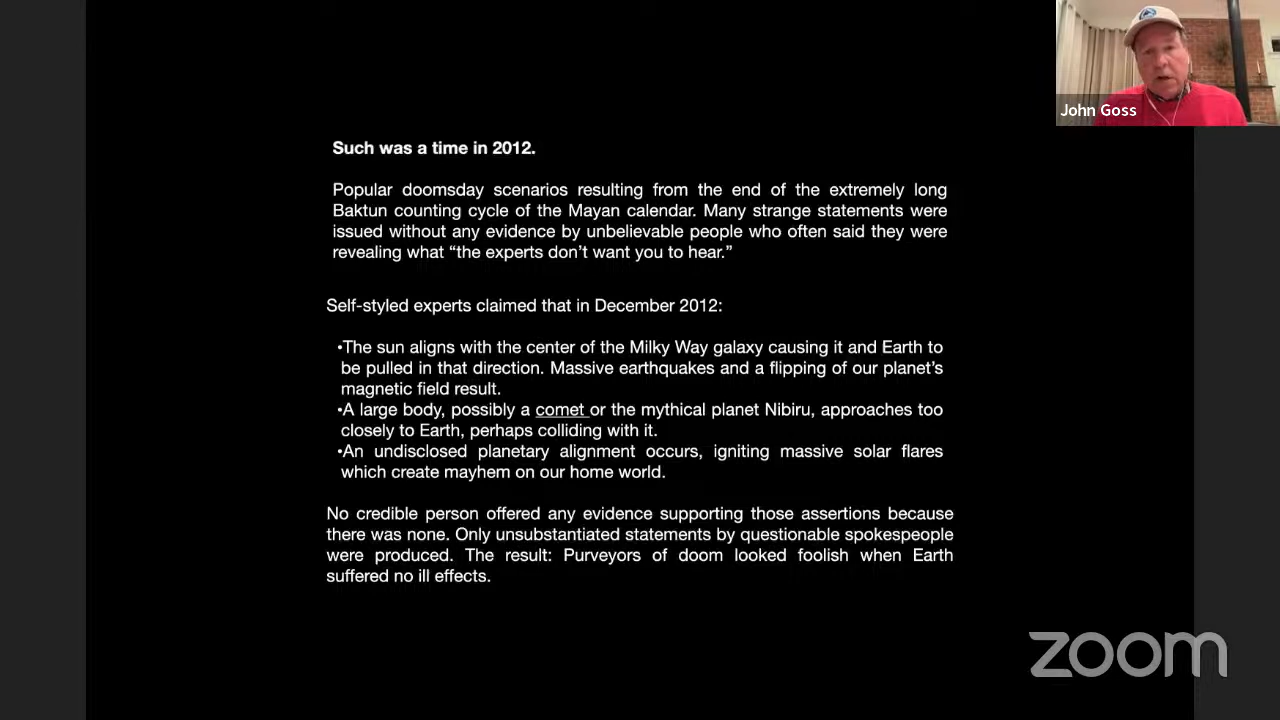 John Goss
Such was a time in 2012.
Popular doomsday scenarios resulting from the end of the extremely long
Baktun counting cycle of the Mayan calendar. Many strange statements were
issued without any evidence by unbelievable people who often said they were
revealing what “the experts don’t want you to hear.”
Self-styled experts claimed that in December 2012:
•The sun aligns with the center of the Milky Way galaxy causing it and Earth to
be pulled in that direction. Massive earthquakes and a flipping of our planet’s
magnetic field result.
•A large body, possibly a comet or the mythical planet Nibiru, approaches too
closely to Earth, perhaps colliding with it.
•An undisclosed planetary alignment occurs, igniting massive solar flares
which create mayhem on our home world.
No credible person offered any evidence supporting those assertions because
there was none. Only unsubstantiated statements by questionable spokespeople
were produced. The result: Purveyors of doom looked foolish when Earth
suffered no ill effects.
zoom